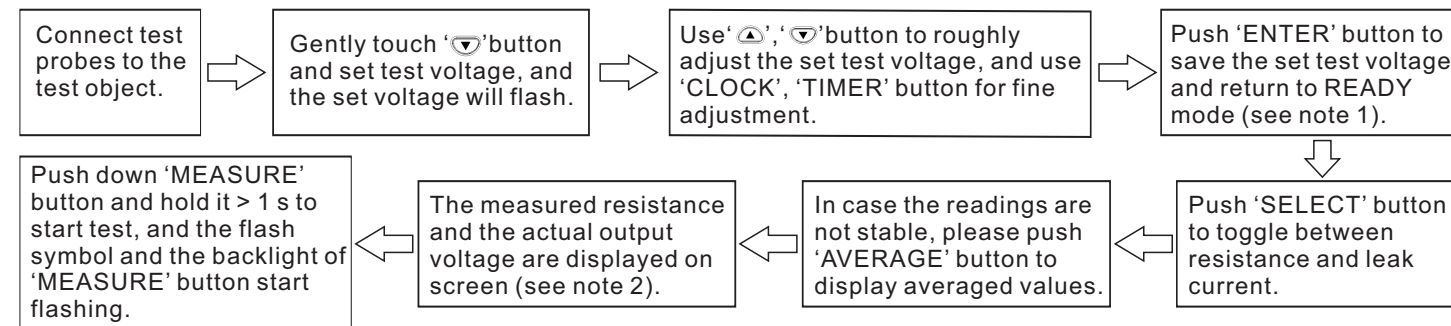 Connect test
probes to the
test object.
Gently touch ‘▼’button
and set test voltage, and
the set voltage will flash.
Use‘▲’,‘▼’button to roughly
adjust the set test voltage, and use
‘CLOCK’, ‘TIMER’ button for fine
adjustment.
Push ‘ENTER’ button to
save the set test voltage
and return to READY
mode (see note 1).
Push ‘SELECT’ button
to toggle between
resistance and leak
current.
In case the readings are
not stable, please push
‘AVERAGE’ button to
display averaged values.
The measured resistance
and the actual output
voltage are displayed on
screen (see note 2).
Push down ‘MEASURE’
button and hold it > 1 s to
start test, and the flash
symbol and the backlight of
‘MEASURE’ button start
flashing.